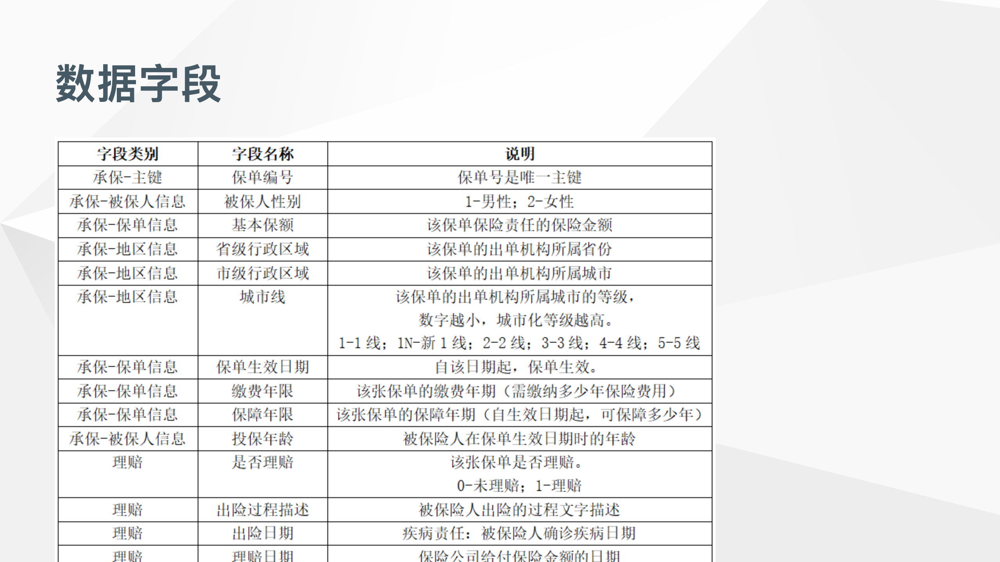 数据字段
字段类别 字段名称 说明
承保-主键 保单编号 保单号是唯一主键
承保-被保人信息 被保人性别 1-男性；2-女性
承保-保单信息 基本保额 该保单保险责任的保险金额
承保-地区信息 省级行政区域 该保单的出单机构所属省份
承保-地区信息 市级行政区域 该保单的出单机构所属城市
承保-地区信息 城市线 该保单的出单机构所属城市的等级，
数字越小，城市化等级越高。
1-1 线；1N-新 1 线；2-2 线；3-3 线；4-4 线；5-5 线
承保-保单信息 保单生效日期 自该日期起，保单生效。
承保-保单信息 缴费年限 该张保单的缴费年期（需缴纳多少年保险费用）
承保-保单信息 保障年限 该张保单的保障年期（自生效日期起，可保障多少年）
承保-被保人信息 投保年龄 被保险人在保单生效日期时的年龄
理赔 是否理赔 该张保单是否理赔。
0-未理赔；1-理赔
理赔 出险过程描述 被保险人出险的过程文字描述
理赔 出险日期 疾病责任：被保险人确诊疾病日期
理赔 理赔日期 保险公司给付保险金额的日期